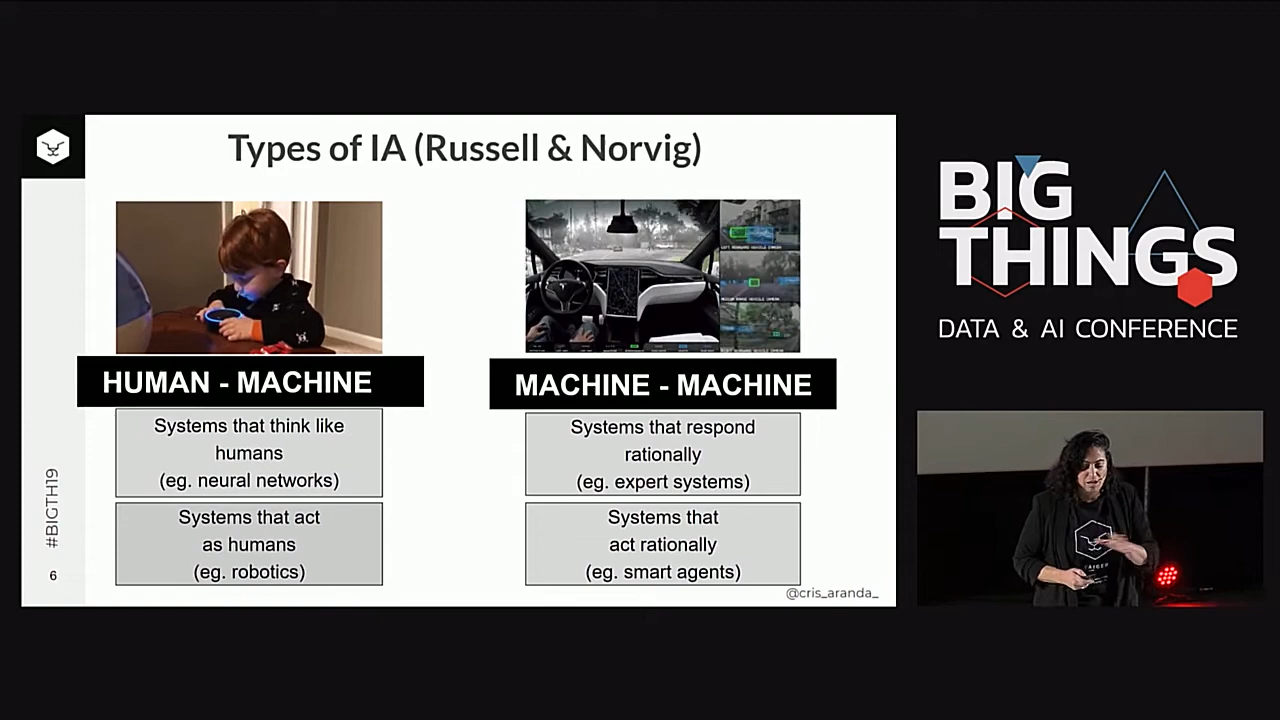 Types of IA (Russell & Norvig)
HUMAN - MACHINE
Systems that think like
humans
(eg. neural networks)
Systems that act
as humans
(eg. robotics)
MACHINE - MACHINE
Systems that respond
rationally
(eg. expert systems)
Systems that
act rationally
(eg. smart agents)
@cris_aranda_
#BIGTH19
6
BIG
THINGS
DATA & AI CONFERENCE